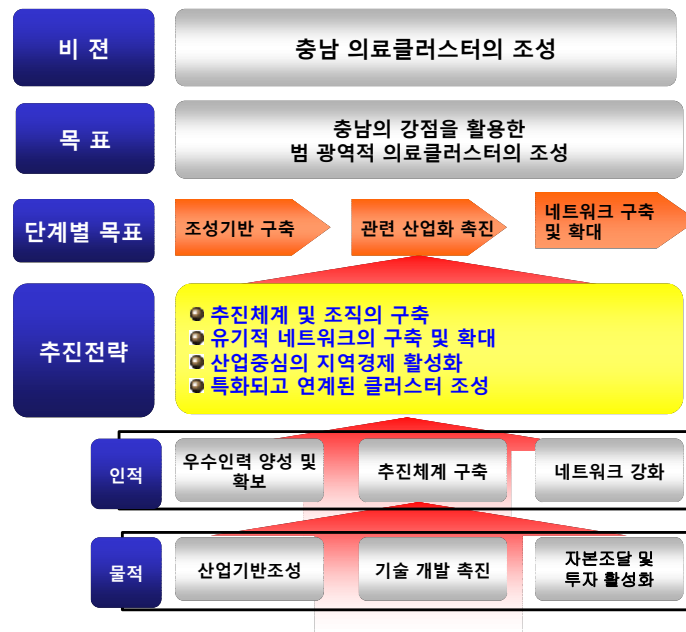 비 젼
충남 의료클러스터의 조성
목 표
충남의 강점을 활용한
범 광역적 의료클러스터의 조성
단계별 목표
조성기반 구축
관련 산업화 촉진
네트워크 구축
및 확대
추진전략
추진체계 및 조직의 구축
유기적 네트워크의 구축 및 확대
산업중심의 지역경제 활성화
특화되고 연계된 클러스터 조성
인적
우수인력 양성 및
확보
추진체계 구축
네트워크 강화
물적
산업기반조성
기술 개발 촉진
자본조달 및
투자 활성화